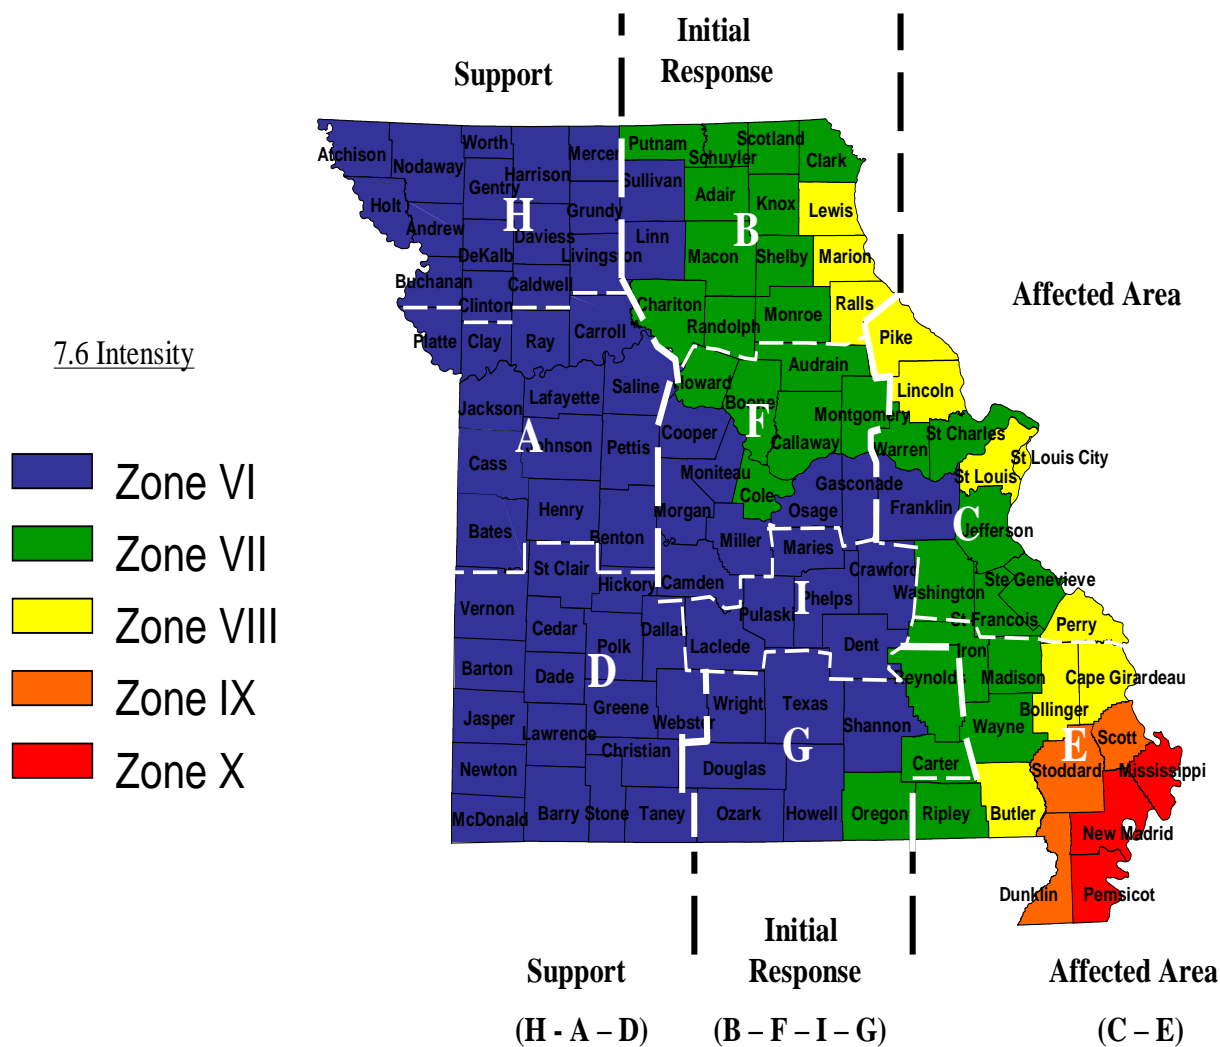 Initial
Response
Support
Affected Area
7.6 Intensity
Zone VI
Zone VII
Zone VIII
Zone IX
Zone X
Atchison
Nodaway
Worth
Gentry
Harrison
Mercer
Putnam
Schuyler
Scotland
Clark
Sullivan
Adair
Knox
Lewis
Holt
Andrew
H
Grundy
B
DeKalb
Daviess
Livingston
Linn
Macon
Shelby
Marion
Buchanan
Clinton
Caldwell
Chariton
Randolph
Monroe
Ralls
Pike
Platte
Clay
Ray
Carroll
Audrain
Lincoln
Saline
Howard
Boone
Montgomery
Jackson
Lafayette
A
Johnson
Pettis
Cooper
F
Callaway
Warren
St Charles
St Louis City
St Louis
Cass
Moniteau
Cole
Gasconade
Franklin
Henry
Morgan
Osage
C
Jefferson
Bates
Benton
Miller
Maries
St Clair
Hickory
Camden
Crawford
Washington
Ste Genevieve
Vernon
Cedar
Polk
Dallas
Laclede
Pulaski
I
Phelps
Dent
St Francois
Perry
Barton
Dade
D
Iron
Reynolds
Madison
Cape Girardeau
Jasper
Lawrence
Greene
Webster
Wright
Texas
Shannon
Wayne
Bollinger
Scott
Newton
Christian
Douglas
G
Carter
E
Stoddard
Mississippi
McDonald
Barry
Stone
Taney
Ozark
Howell
Oregon
Ripley
Butler
New Madrid
Dunklin
Pemsicot
Initial
Response
Support
Affected Area
(H - A – D)
(B – F – I – G)
(C – E)